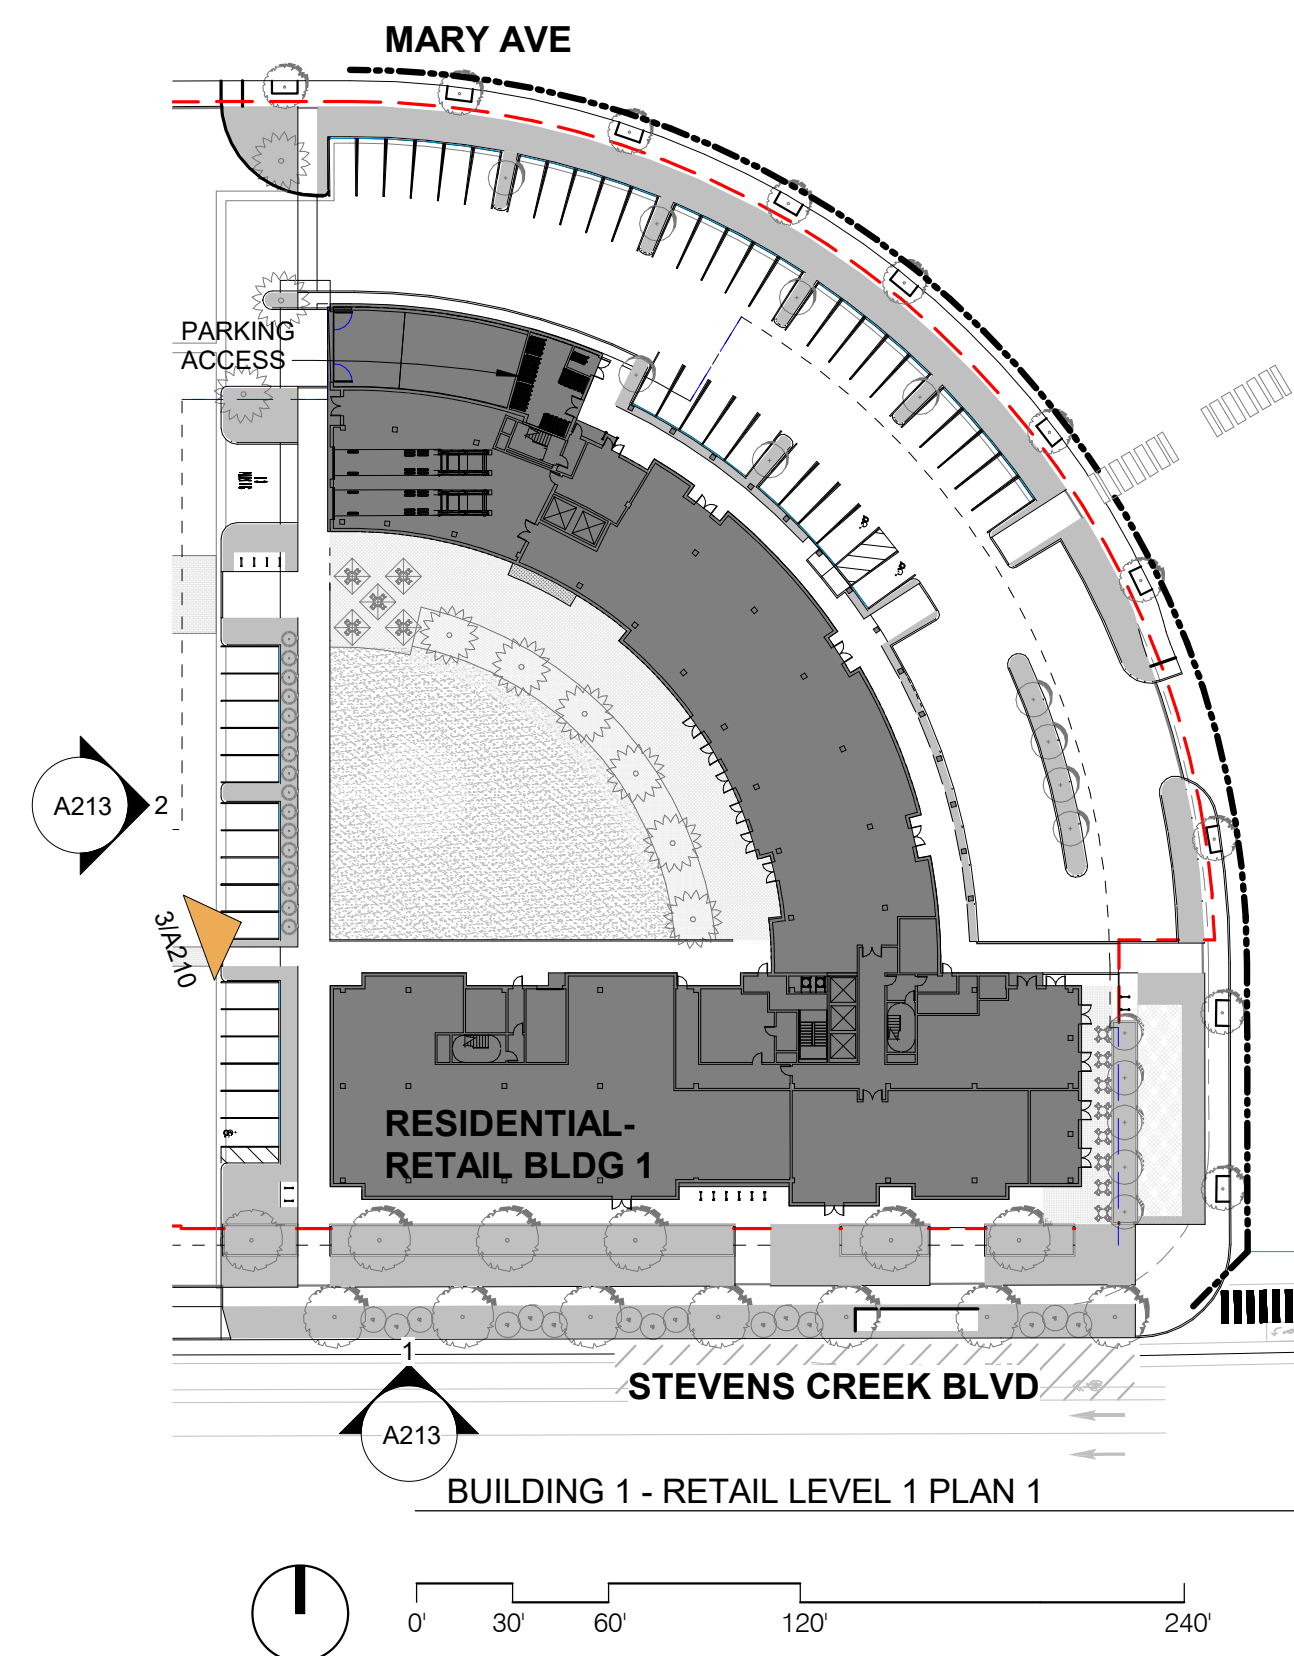 MARY AVE
PARKING
ACCESS
A213
2
3/A210
RESIDENTIAL-
RETAIL BLDG 1
1
STEVENS CREEK BLVD
A213
BUILDING 1 - RETAIL LEVEL 1 PLAN 1
0' 30' 60' 120' 240'